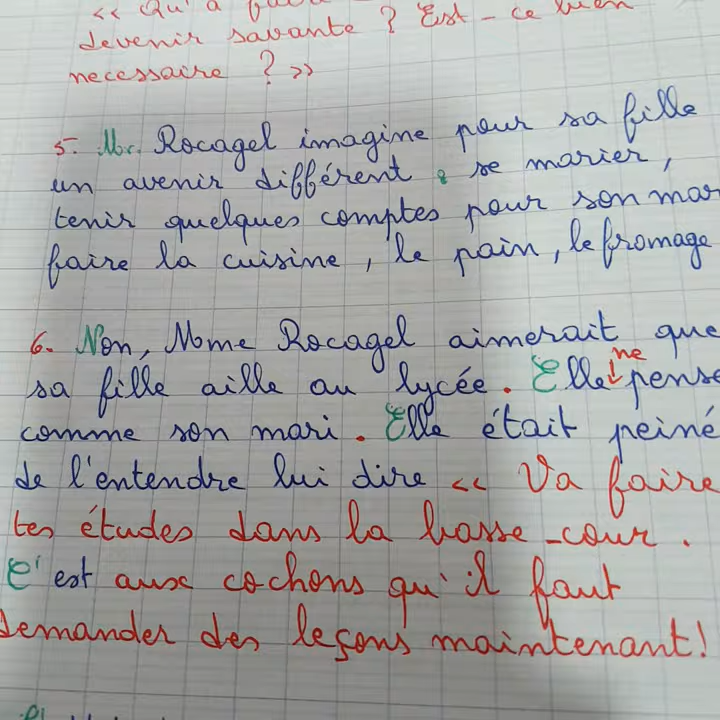 << Qu'a
devenir savante ? Est-ce bien
necessaire ? >>
5. Mr. Rocagel imagine pour sa fille
un avenir différent : se marier,
tenir quelques comptes pour son mar
faire la cuisine, le pain, le fromage
6. Non, Mme Rocagel aimerait que
sa fille aille au lycée. Elle ne pense
comme son mari. Elle était peiné
de l'entendre lui dire << Va faire
tes études dans la basse-cour.
C'est aux cochons qu'il faut
demander des leçons maintenant!